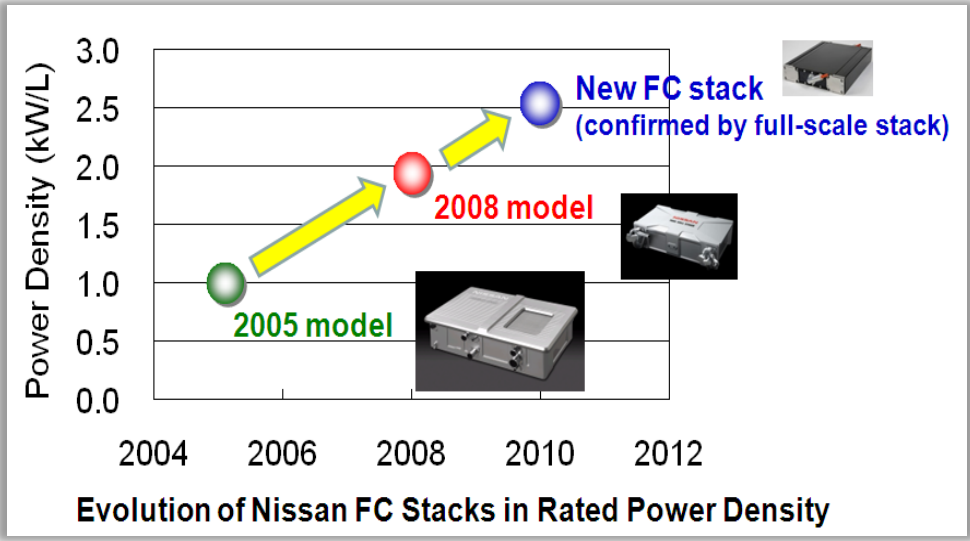 3.0
2.5
2.0
1.5
1.0
0.5
0.0
Power Density (kW/L)
New FC stack
(confirmed by full-scale stack)
2008 model
2005 model
2004 2006 2008 2010 2012
Evolution of Nissan FC Stacks in Rated Power Density